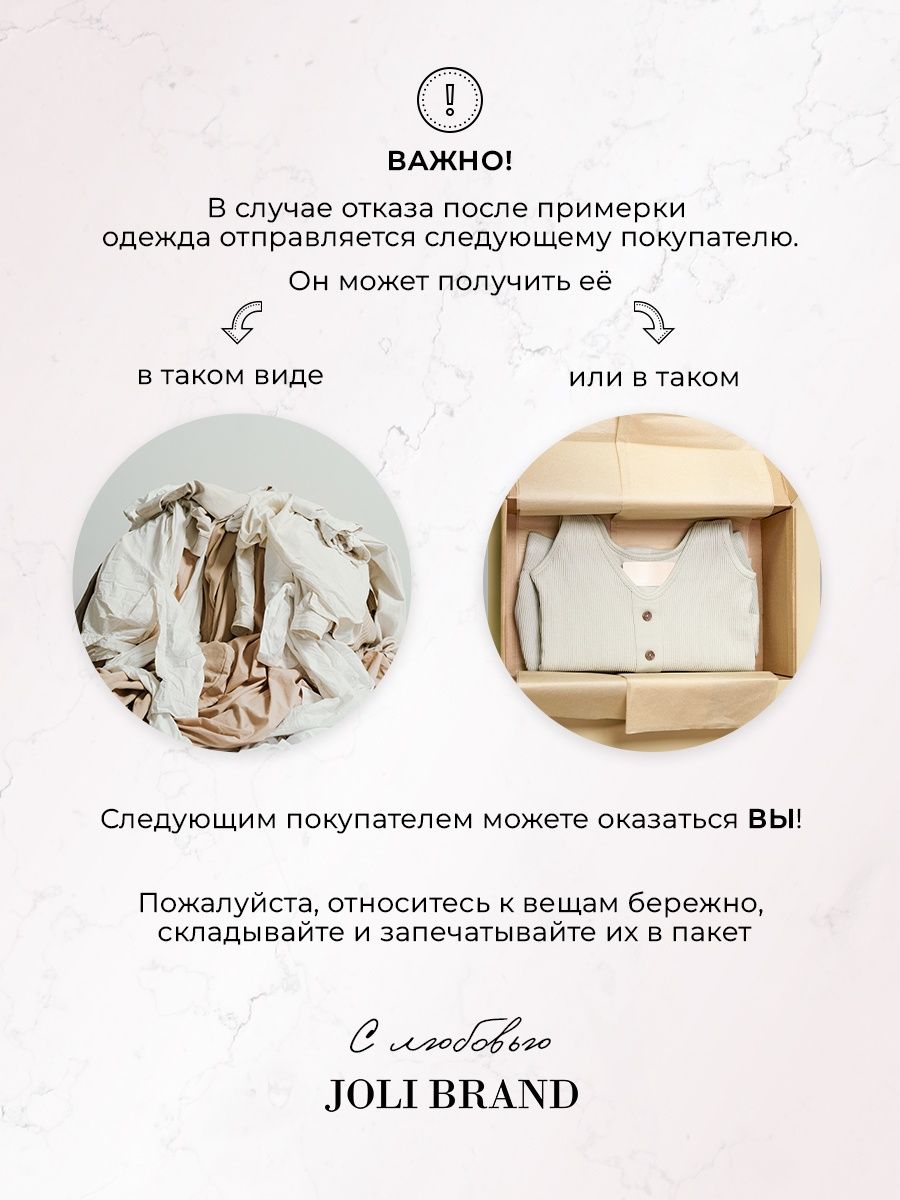 ВАЖНО!
В случае отказа после примерки
одежда отправляется следующему покупателю.
Он может получить её
в таком виде
или в таком
Следующим покупателем можете оказаться ВЫ!
Пожалуйста, относитесь к вещам бережно,
складывайте и запечатывайте их в пакет
С любовью
JOLI BRAND